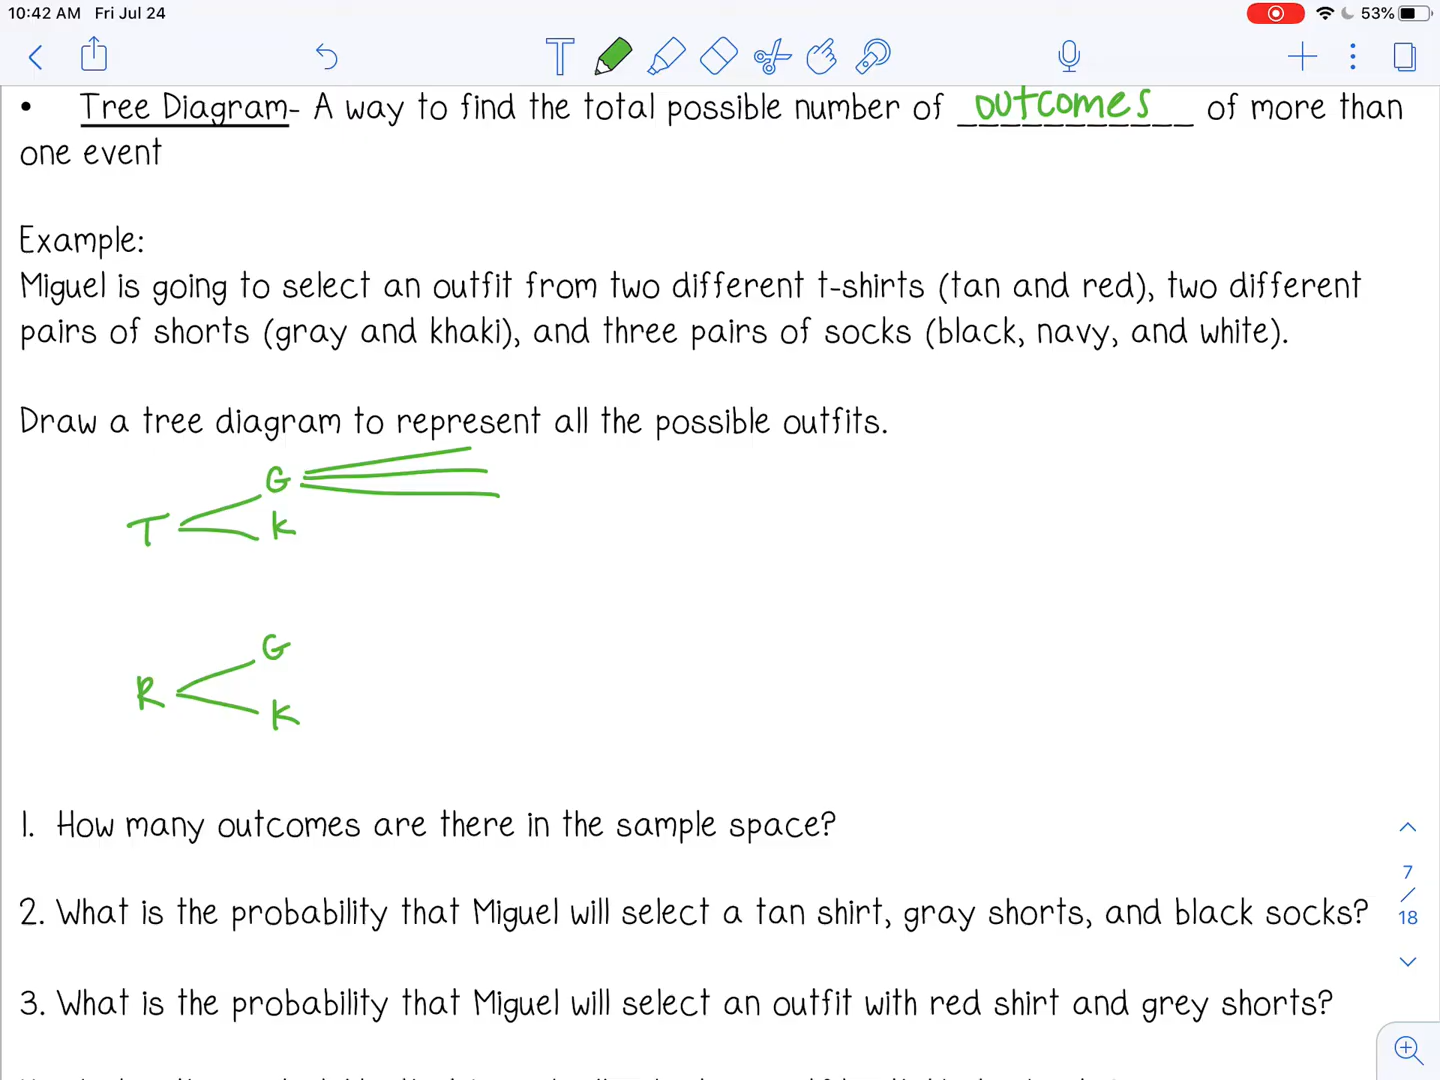 10:42 AM Fri Jul 24
53%
T
• Tree Diagram- A way to find the total possible number of outcomes of more than
one event
Example:
Miguel is going to select an outfit from two different t-shirts (tan and red), two different
pairs of shorts (gray and khaki), and three pairs of socks (black, navy, and white).
Draw a tree diagram to represent all the possible outfits.
G
T
K
G
R
K
1. How many outcomes are there in the sample space?
2. What is the probability that Miguel will select a tan shirt, gray shorts, and black socks?
3. What is the probability that Miguel will select an outfit with red shirt and grey shorts?
7
/
18